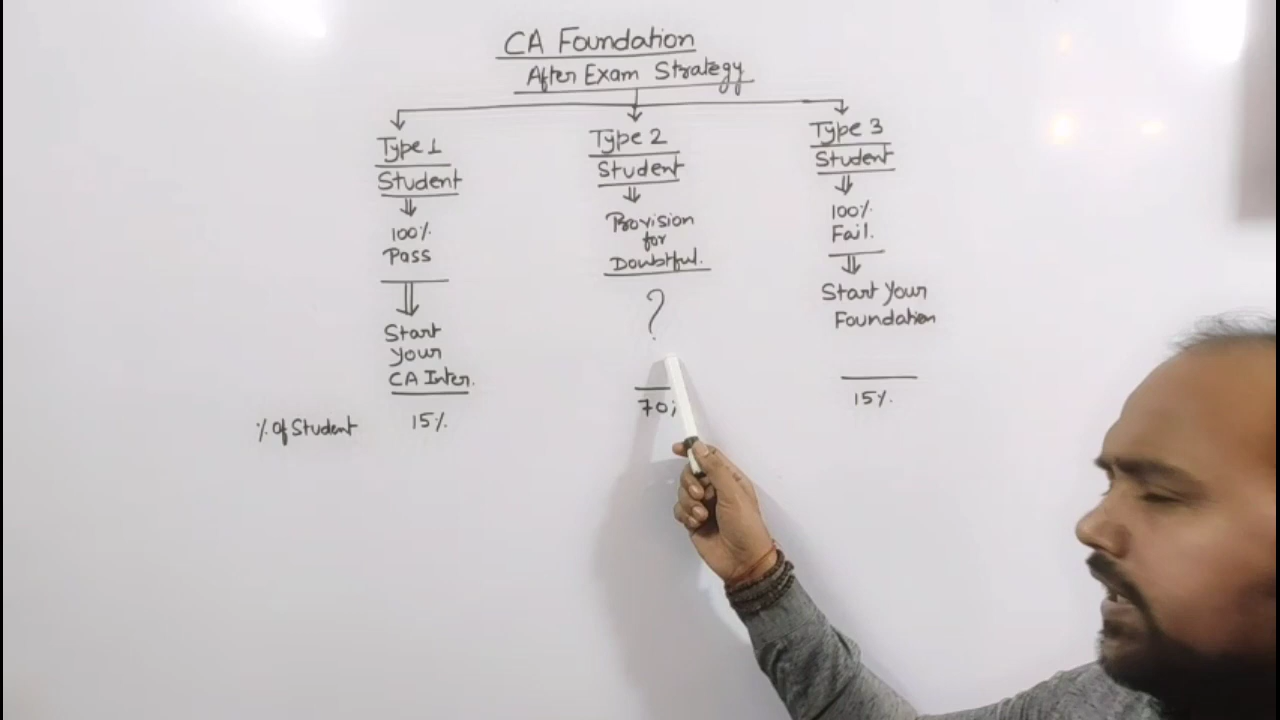 CA Foundation
After Exam Strategy
Type 1
Student
100%
Pass
Start
Your
CA Inter.
15%
Type 2
Student
Provision
for
Doubtful.
?
70%
Type 3
Student
100%
Fail.
Start Your
Foundation
15%
% Of Student